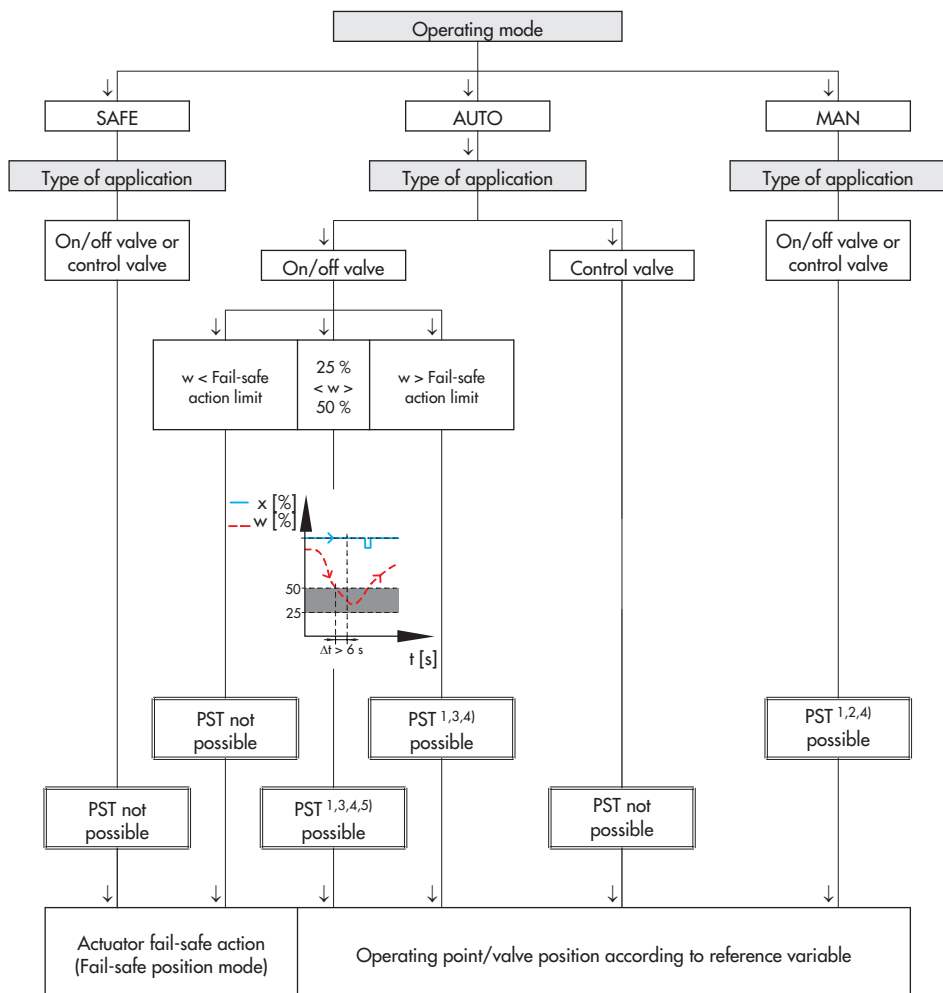 Operating mode
SAFE
AUTO
MAN
Type of application
Type of application
Type of application
On/off valve or
control valve
On/off valve
Control valve
On/off valve or
control valve
w < Fail-safe
action limit
25 %
< w >
50 %
w > Fail-safe
action limit
x [%]
w [%]
50
25
Δt > 6 s
t [s]
PST not
possible
PST 1,3,4)
possible
PST 1,2,4)
possible
PST not
possible
PST 1,3,4,5)
possible
PST not
possible
Actuator fail-safe action
(Fail-safe position mode)
Operating point/valve position according to reference variable